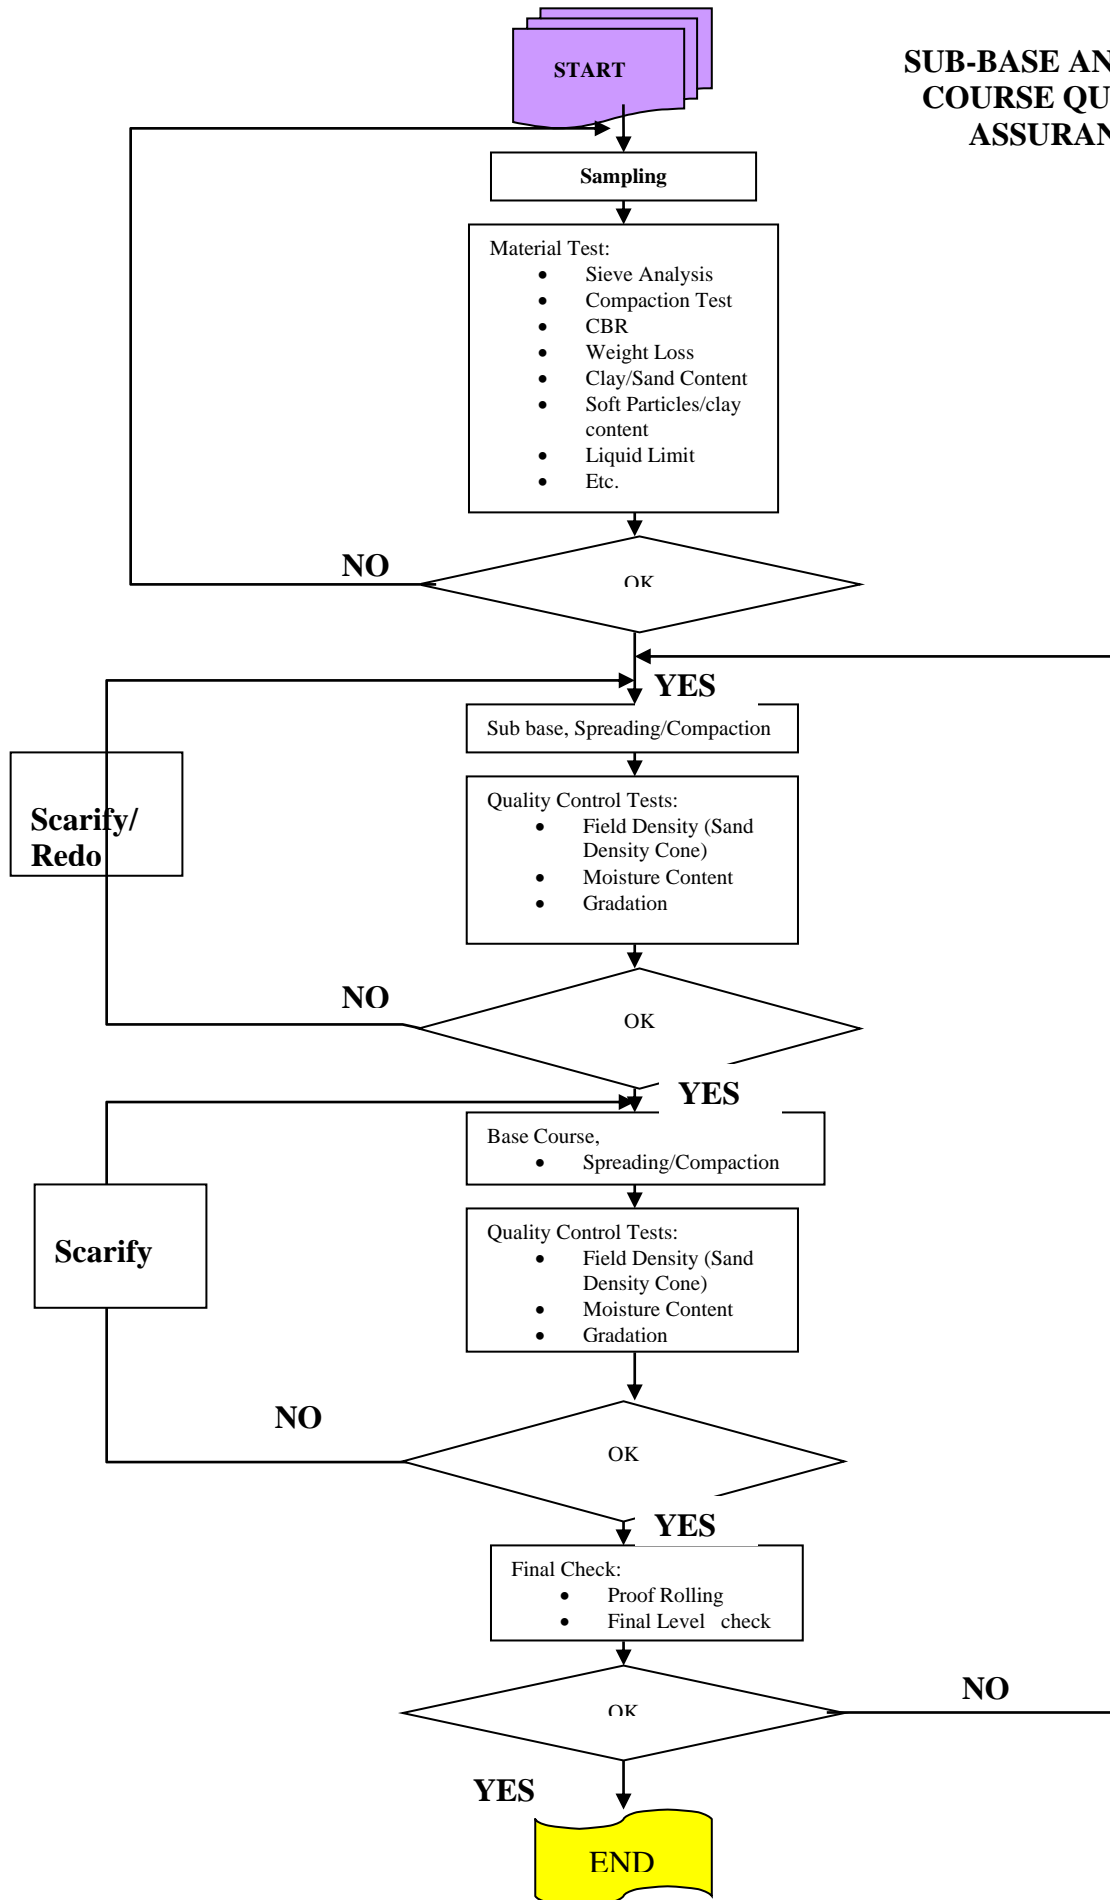 START
SUB-BASE AN
COURSE QU
ASSURAN
Sampling
Material Test:
• Sieve Analysis
• Compaction Test
• CBR
• Weight Loss
• Clay/Sand Content
• Soft Particles/clay
content
• Liquid Limit
• Etc.
NO
OK
YES
Sub base, Spreading/Compaction
Scarify/
Redo
Quality Control Tests:
• Field Density (Sand
Density Cone)
• Moisture Content
• Gradation
NO
OK
YES
Base Course,
• Spreading/Compaction
Scarify
Quality Control Tests:
• Field Density (Sand
Density Cone)
• Moisture Content
• Gradation
NO
OK
YES
Final Check:
• Proof Rolling
• Final Level check
OK
NO
YES
END